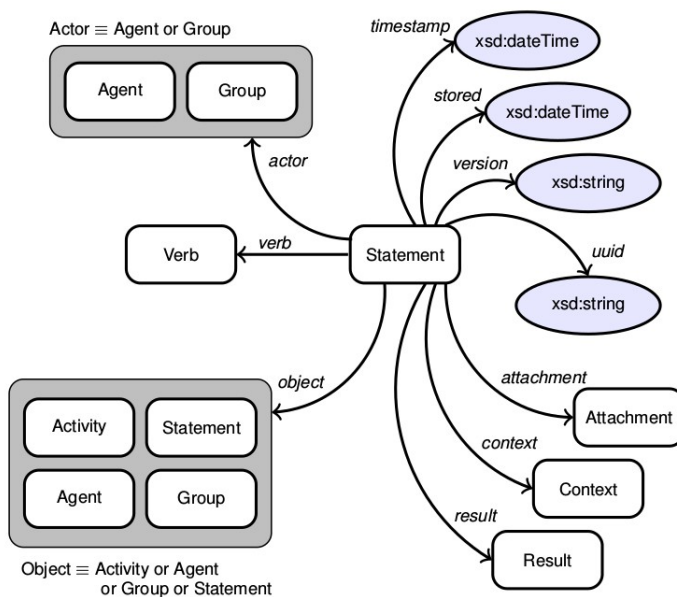 Actor ≡ Agent or Group
Agent
Group
timestamp
xsd:dateTime
stored
xsd:dateTime
version
xsd:string
actor
Verb
verb
Statement
uuid
xsd:string
object
Activity
Statement
Agent
Group
attachment
Attachment
context
Context
result
Result
Object ≡ Activity or Agent
or Group or Statement